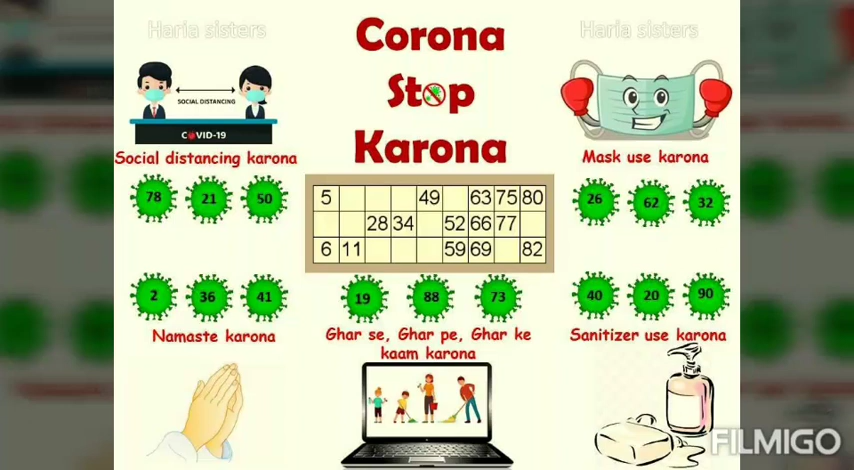 Haria sisters
Corona
Stop
Karona
Haria sisters
SOCIAL DISTANCING
COVID-19
Social distancing karona
78 21 50
Mask use karona
26 62 32
5 49 63 75 80
28 34 52 66 77
6 11 59 69 82
2 36 41
Namaste karona
19 88 73
Ghar se, Ghar pe, Ghar ke
kaam karona
40 20 90
Sanitizer use karona
FILMIGO